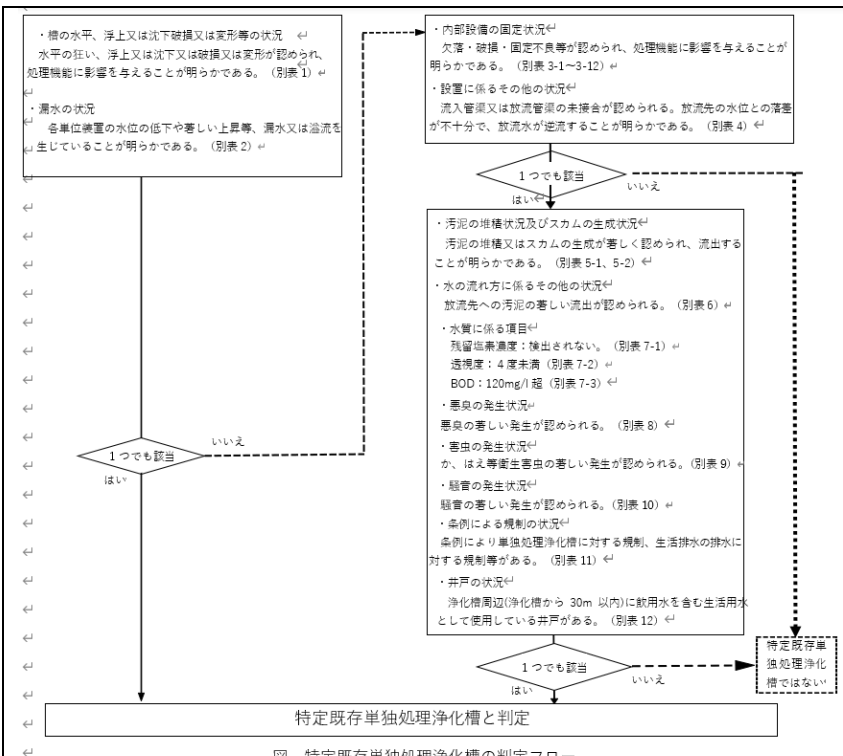 ・槽の水平、浮上又は沈下破損又は変形等の状況
水平の狂い、浮上又は沈下又は破損又は変形が認められ、
処理機能に影響を与えることが明らかである。（別表 1）
・漏水の状況
各単位装置の水位の低下や著しい上昇等、漏水又は溢流を
生じていることが明らかである。（別表 2）
1 つでも該当
いいえ
はい
・内部設備の固定状況
欠落・破損・固定不良等が認められ、処理機能に影響を与えることが
明らかである。（別表 3-1～3-12）
・設置に係るその他の状況
流入管渠又は放流管渠の未接合が認められる。放流先の水位との落差
が不十分で、放流水が逆流することが明らかである。（別表 4）
1 つでも該当
いいえ
はい
・汚泥の堆積状況及びスカムの生成状況
汚泥の堆積又はスカムの生成が著しく認められ、流出する
ことが明らかである。（別表 5-1、5-2）
・水の流れ方に係るその他の状況
放流先への汚泥の著しい流出が認められる。（別表 6）
・水質に係る項目
残留塩素濃度：検出されない。（別表 7-1）
透視度：４度未満（別表 7-2）
BOD：120mg/l 超（別表 7-3）
・悪臭の発生状況
悪臭の著しい発生が認められる。（別表 8）
・害虫の発生状況
か、はえ等衛生害虫の著しい発生が認められる。（別表 9）
・騒音の発生状況
騒音の著しい発生が認められる。（別表 10）
・条例による規制の状況
条例により単独処理浄化槽に対する規制、生活排水の排水に
対する規制等がある。（別表 11）
・井戸の状況
浄化槽周辺(浄化槽から 30m 以内)に飲用水を含む生活用水
として使用している井戸がある。（別表 12）
1 つでも該当
いいえ
はい
特定既存単
独処理浄化
槽ではない
特定既存単独処理浄化槽と判定
図 特定既存単独処理浄化槽の判定フロー